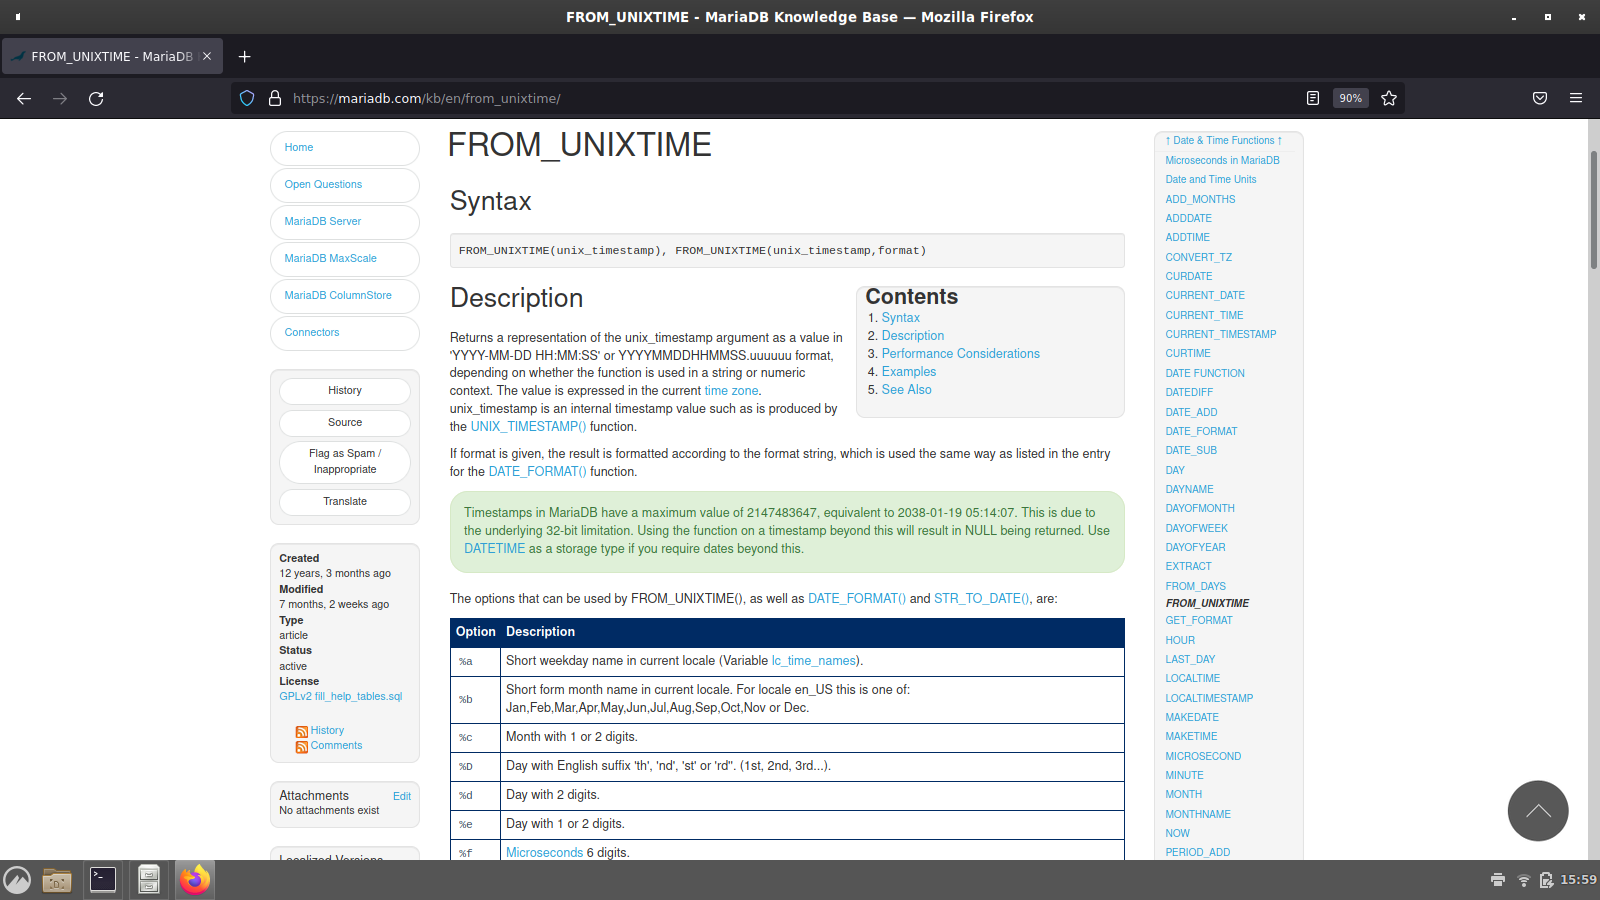 FROM_UNIXTIME - MariaDB Knowledge Base — Mozilla Firefox
FROM_UNIXTIME - MariaDB
https://mariadb.com/kb/en/from_unixtime/
90%
Home
Open Questions
MariaDB Server
MariaDB MaxScale
MariaDB ColumnStore
Connectors
History
Source
Flag as Spam /
Inappropriate
Translate
Created
12 years, 3 months ago
Modified
7 months, 2 weeks ago
Type
article
Status
active
License
GPLv2 fill_help_tables.sql
History
Comments
Attachments
Edit
No attachments exist
Localized Versions
FROM_UNIXTIME
Syntax
FROM_UNIXTIME(unix_timestamp), FROM_UNIXTIME(unix_timestamp,format)
Description
Returns a representation of the unix_timestamp argument as a value in
'YYYY-MM-DD HH:MM:SS' or YYYYMMDDHHMMSS.uuuuuu format,
depending on whether the function is used in a string or numeric
context. The value is expressed in the current time zone.
unix_timestamp is an internal timestamp value such as is produced by
the UNIX_TIMESTAMP() function.
Contents
1. Syntax
2. Description
3. Performance Considerations
4. Examples
5. See Also
If format is given, the result is formatted according to the format string, which is used the same way as listed in the entry
for the DATE_FORMAT() function.
Timestamps in MariaDB have a maximum value of 2147483647, equivalent to 2038-01-19 05:14:07. This is due to
the underlying 32-bit limitation. Using the function on a timestamp beyond this will result in NULL being returned. Use
DATETIME as a storage type if you require dates beyond this.
The options that can be used by FROM_UNIXTIME(), as well as DATE_FORMAT() and STR_TO_DATE(), are:
Option Description
%a Short weekday name in current locale (Variable lc_time_names).
%b Short form month name in current locale. For locale en_US this is one of:
Jan,Feb,Mar,Apr,May,Jun,Jul,Aug,Sep,Oct,Nov or Dec.
%c Month with 1 or 2 digits.
%D Day with English suffix 'th', 'nd', 'st' or 'rd''. (1st, 2nd, 3rd...).
%d Day with 2 digits.
%e Day with 1 or 2 digits.
%f Microseconds 6 digits.
↑ Date & Time Functions ↑
Microseconds in MariaDB
Date and Time Units
ADD_MONTHS
ADDDATE
ADDTIME
CONVERT_TZ
CURDATE
CURRENT_DATE
CURRENT_TIME
CURRENT_TIMESTAMP
CURTIME
DATE FUNCTION
DATEDIFF
DATE_ADD
DATE_FORMAT
DATE_SUB
DAY
DAYNAME
DAYOFMONTH
DAYOFWEEK
DAYOFYEAR
EXTRACT
FROM_DAYS
FROM_UNIXTIME
GET_FORMAT
HOUR
LAST_DAY
LOCALTIME
LOCALTIMESTAMP
MAKEDATE
MAKETIME
MICROSECOND
MINUTE
MONTH
MONTHNAME
NOW
PERIOD_ADD
15:59